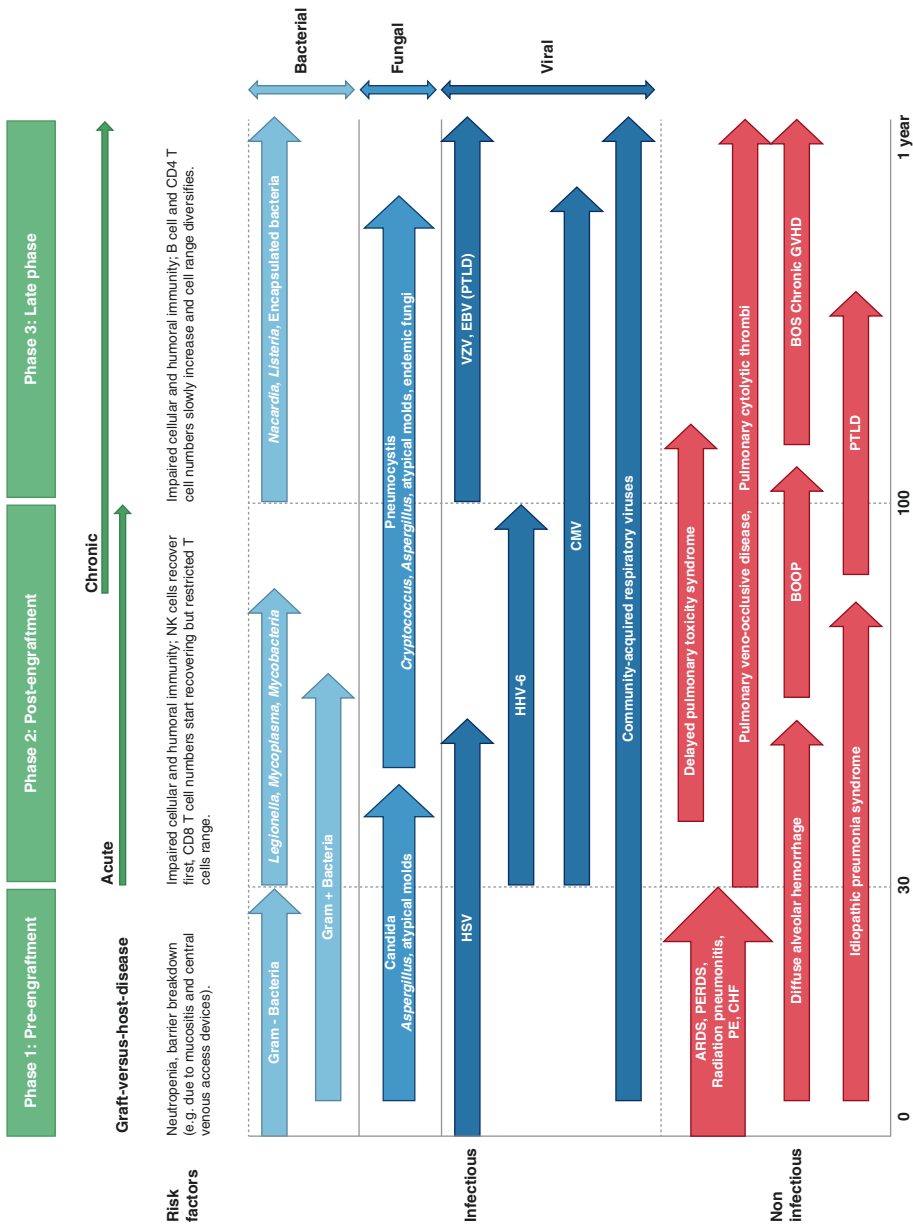 Phase 1: Pre-engraftment
Phase 2: Post-engraftment
Phase 3: Late phase
Chronic
Acute
Graft-versus-host-disease
Risk
factors
Neutropenia, barrier breakdown
(e.g. due to mucositis and central
venous access devices).
Impaired cellular and humoral immunity; NK cells recover
first, CD8 T cell numbers start recovering but restricted T
cells range.
Impaired cellular and humoral immunity; B cell and CD4 T
cell numbers slowly increase and cell range diversifies.
Infectious
Bacterial
Gram - Bacteria
Legionella, Mycoplasma, Mycobacteria
Nacardia, Listeria, Encapsulated bacteria
Gram + Bacteria
Fungal
Candida
Aspergillus, atypical molds
Pneumocystis
Cryptococcus, Aspergillus, atypical molds, endemic fungi
Viral
HSV
VZV, EBV (PTLD)
HHV-6
CMV
Community-acquired respiratory viruses
Non
infectious
ARDS, PERDS,
Radiation pneumonitis,
PE, CHF
Delayed pulmonary toxicity syndrome
Pulmonary veno-occlusive disease, Pulmonary cytolytic thrombi
Diffuse alveolar hemorrhage
BOOP
BOS Chronic GVHD
Idiopathic preumonia syndrome
PTLD
0
30
100
1 year